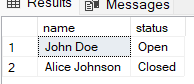 Results Messages
name status
1 John Doe Open
2 Alice Johnson Closed